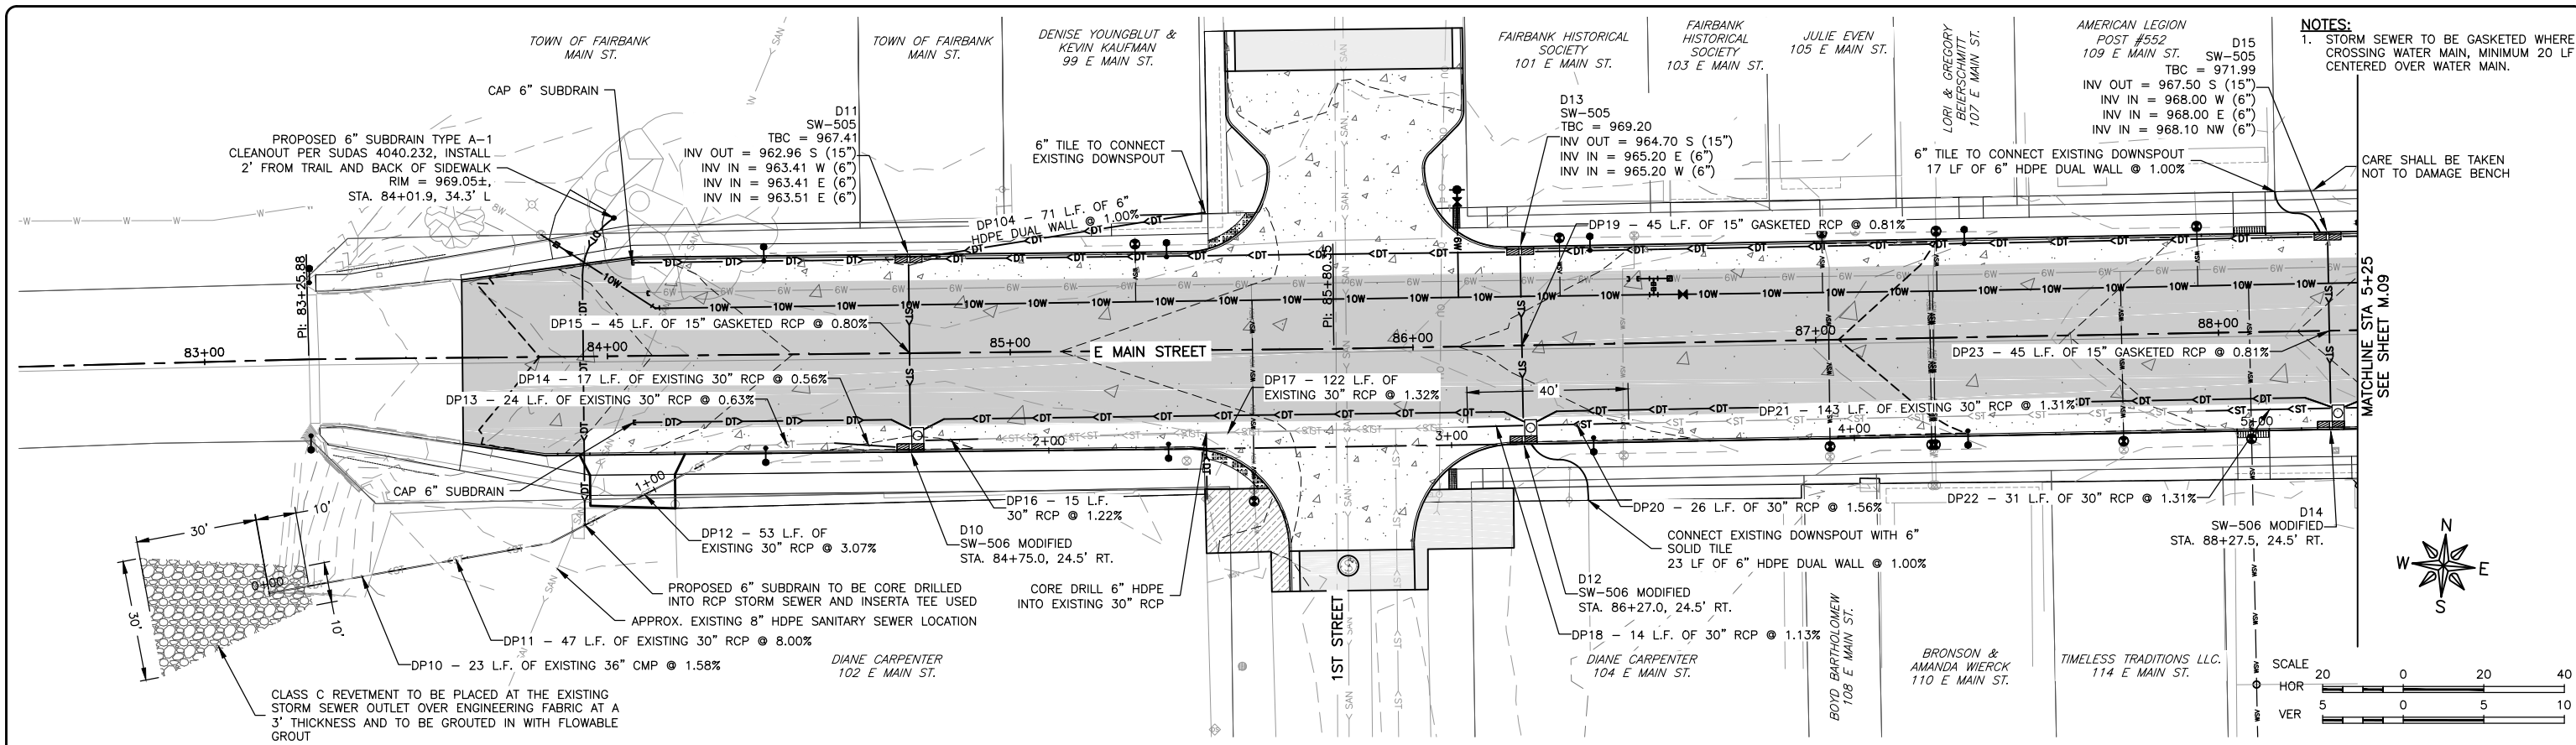 TOWN OF FAIRBANK
MAIN ST.
TOWN OF FAIRBANK
MAIN ST.
DENISE YOUNGBLUT &
KEVIN KAUFMAN
99 E MAIN ST.
FAIRBANK HISTORICAL
SOCIETY
101 E MAIN ST.
FAIRBANK
HISTORICAL
SOCIETY
103 E MAIN ST.
JULIE EVEN
105 E MAIN ST.
LORI & GREGORY
BEIERSCHMITT
107 E MAIN ST.
AMERICAN LEGION
POST #552
109 E MAIN ST.
NOTES:
1. STORM SEWER TO BE GASKETED WHERE
CROSSING WATER MAIN, MINIMUM 20 LF
CENTERED OVER WATER MAIN.
CAP 6" SUBDRAIN
PROPOSED 6" SUBDRAIN TYPE A-1
CLEANOUT PER SUDAS 4040.232, INSTALL
2' FROM TRAIL AND BACK OF SIDEWALK
RIM = 969.05±,
STA. 84+01.9, 34.3' L
D11
SW-505
TBC = 967.41
INV OUT = 962.96 S (15")
INV IN = 963.41 W (6")
INV IN = 963.41 E (6")
INV IN = 963.51 E (6")
6" TILE TO CONNECT
EXISTING DOWNSPOUT
D13
SW-505
TBC = 969.20
INV OUT = 964.70 S (15")
INV IN = 965.20 E (6")
INV IN = 965.20 W (6")
D15
SW-505
TBC = 971.99
INV OUT = 967.50 S (15")
INV IN = 968.00 W (6")
INV IN = 968.00 E (6")
INV IN = 968.10 NW (6")
6" TILE TO CONNECT EXISTING DOWNSPOUT
17 LF OF 6" HDPE DUAL WALL @ 1.00%
CARE SHALL BE TAKEN
NOT TO DAMAGE BENCH
DP104 - 71 L.F. OF 6"
HDPE DUAL WALL @ 1.00%
DP19 - 45 L.F. OF 15" GASKETED RCP @ 0.81%
PI: 83+25.88
PI: 85+80.35
DP15 - 45 L.F. OF 15" GASKETED RCP @ 0.80%
83+00
84+00
85+00
86+00
87+00
88+00
E MAIN STREET
DP23 - 45 L.F. OF 15" GASKETED RCP @ 0.81%
MATCHLINE STA 5+25
SEE SHEET M.09
DP14 - 17 L.F. OF EXISTING 30" RCP @ 0.56%
DP13 - 24 L.F. OF EXISTING 30" RCP @ 0.63%
DP17 - 122 L.F. OF
EXISTING 30" RCP @ 1.32%
40'
DP21 - 143 L.F. OF EXISTING 30" RCP @ 1.31%
0+00
1+00
2+00
3+00
4+00
5+00
CAP 6" SUBDRAIN
DP16 - 15 L.F.
30" RCP @ 1.22%
DP12 - 53 L.F. OF
EXISTING 30" RCP @ 3.07%
D10
SW-506 MODIFIED
STA. 84+75.0, 24.5' RT.
DP20 - 26 L.F. OF 30" RCP @ 1.56%
DP22 - 31 L.F. OF 30" RCP @ 1.31%
D14
SW-506 MODIFIED
STA. 88+27.5, 24.5' RT.
CONNECT EXISTING DOWNSPOUT WITH 6"
SOLID TILE
23 LF OF 6" HDPE DUAL WALL @ 1.00%
30'
10'
30'
10'
PROPOSED 6" SUBDRAIN TO BE CORE DRILLED
INTO RCP STORM SEWER AND INSERTA TEE USED
CORE DRILL 6" HDPE
INTO EXISTING 30" RCP
D12
SW-506 MODIFIED
STA. 86+27.0, 24.5' RT.
APPROX. EXISTING 8" HDPE SANITARY SEWER LOCATION
DP11 - 47 L.F. OF EXISTING 30" RCP @ 8.00%
DP18 - 14 L.F. OF 30" RCP @ 1.13%
DP10 - 23 L.F. OF EXISTING 36" CMP @ 1.58%
1ST STREET
DIANE CARPENTER
102 E MAIN ST.
DIANE CARPENTER
104 E MAIN ST.
BOYD BARTHOLOMEW
108 E MAIN ST.
BRONSON &
AMANDA WIERCK
110 E MAIN ST.
TIMELESS TRADITIONS LLC.
114 E MAIN ST.
CLASS C REVETMENT TO BE PLACED AT THE EXISTING
STORM SEWER OUTLET OVER ENGINEERING FABRIC AT A
3' THICKNESS AND TO BE GROUTED IN WITH FLOWABLE
GROUT
N
W E
S
SCALE
20 0 20 40
HOR
5 0 5 10
VER